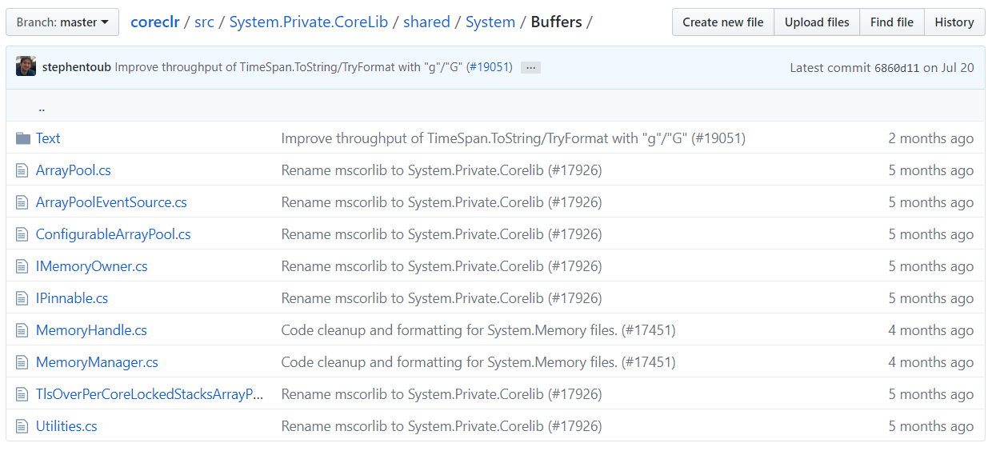 Branch: master coreclr / src / System.Private.CoreLib / shared / System / Buffers / Create new file Upload files Find file History
stephentoub Improve throughput of TimeSpan.ToString/TryFormat with "g"/"G" (#19051) ... Latest commit 6860d11 on Jul 20
..
Text Improve throughput of TimeSpan.ToString/TryFormat with "g"/"G" (#19051) 2 months ago
ArrayPool.cs Rename mscorlib to System.Private.Corelib (#17926) 5 months ago
ArrayPoolEventSource.cs Rename mscorlib to System.Private.Corelib (#17926) 5 months ago
ConfigurableArrayPool.cs Rename mscorlib to System.Private.Corelib (#17926) 5 months ago
IMemoryOwner.cs Rename mscorlib to System.Private.Corelib (#17926) 5 months ago
IPinnable.cs Rename mscorlib to System.Private.Corelib (#17926) 5 months ago
MemoryHandle.cs Code cleanup and formatting for System.Memory files. (#17451) 4 months ago
MemoryManager.cs Code cleanup and formatting for System.Memory files. (#17451) 4 months ago
TlsOverPerCoreLockedStacksArrayP... Rename mscorlib to System.Private.Corelib (#17926) 5 months ago
Utilities.cs Rename mscorlib to System.Private.Corelib (#17926) 5 months ago